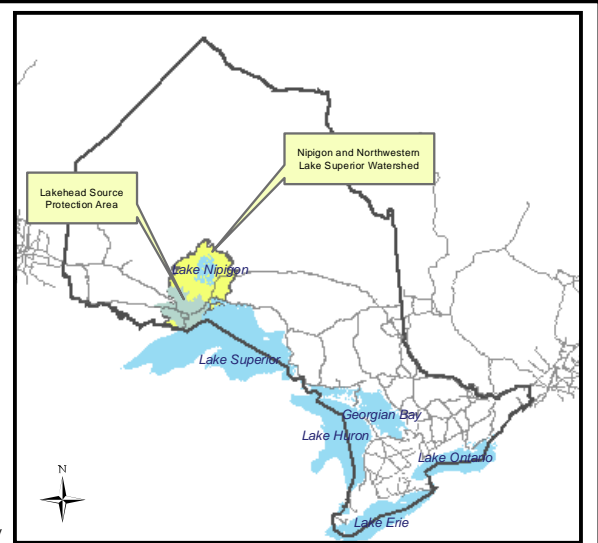 Nipigon and Northwestern
Lake Superior Watershed
Lakehead Source
Protection Area
Lake Nipigon
Lake Superior
Georgian Bay
Lake Huron
Lake Ontario
N
Lake Erie